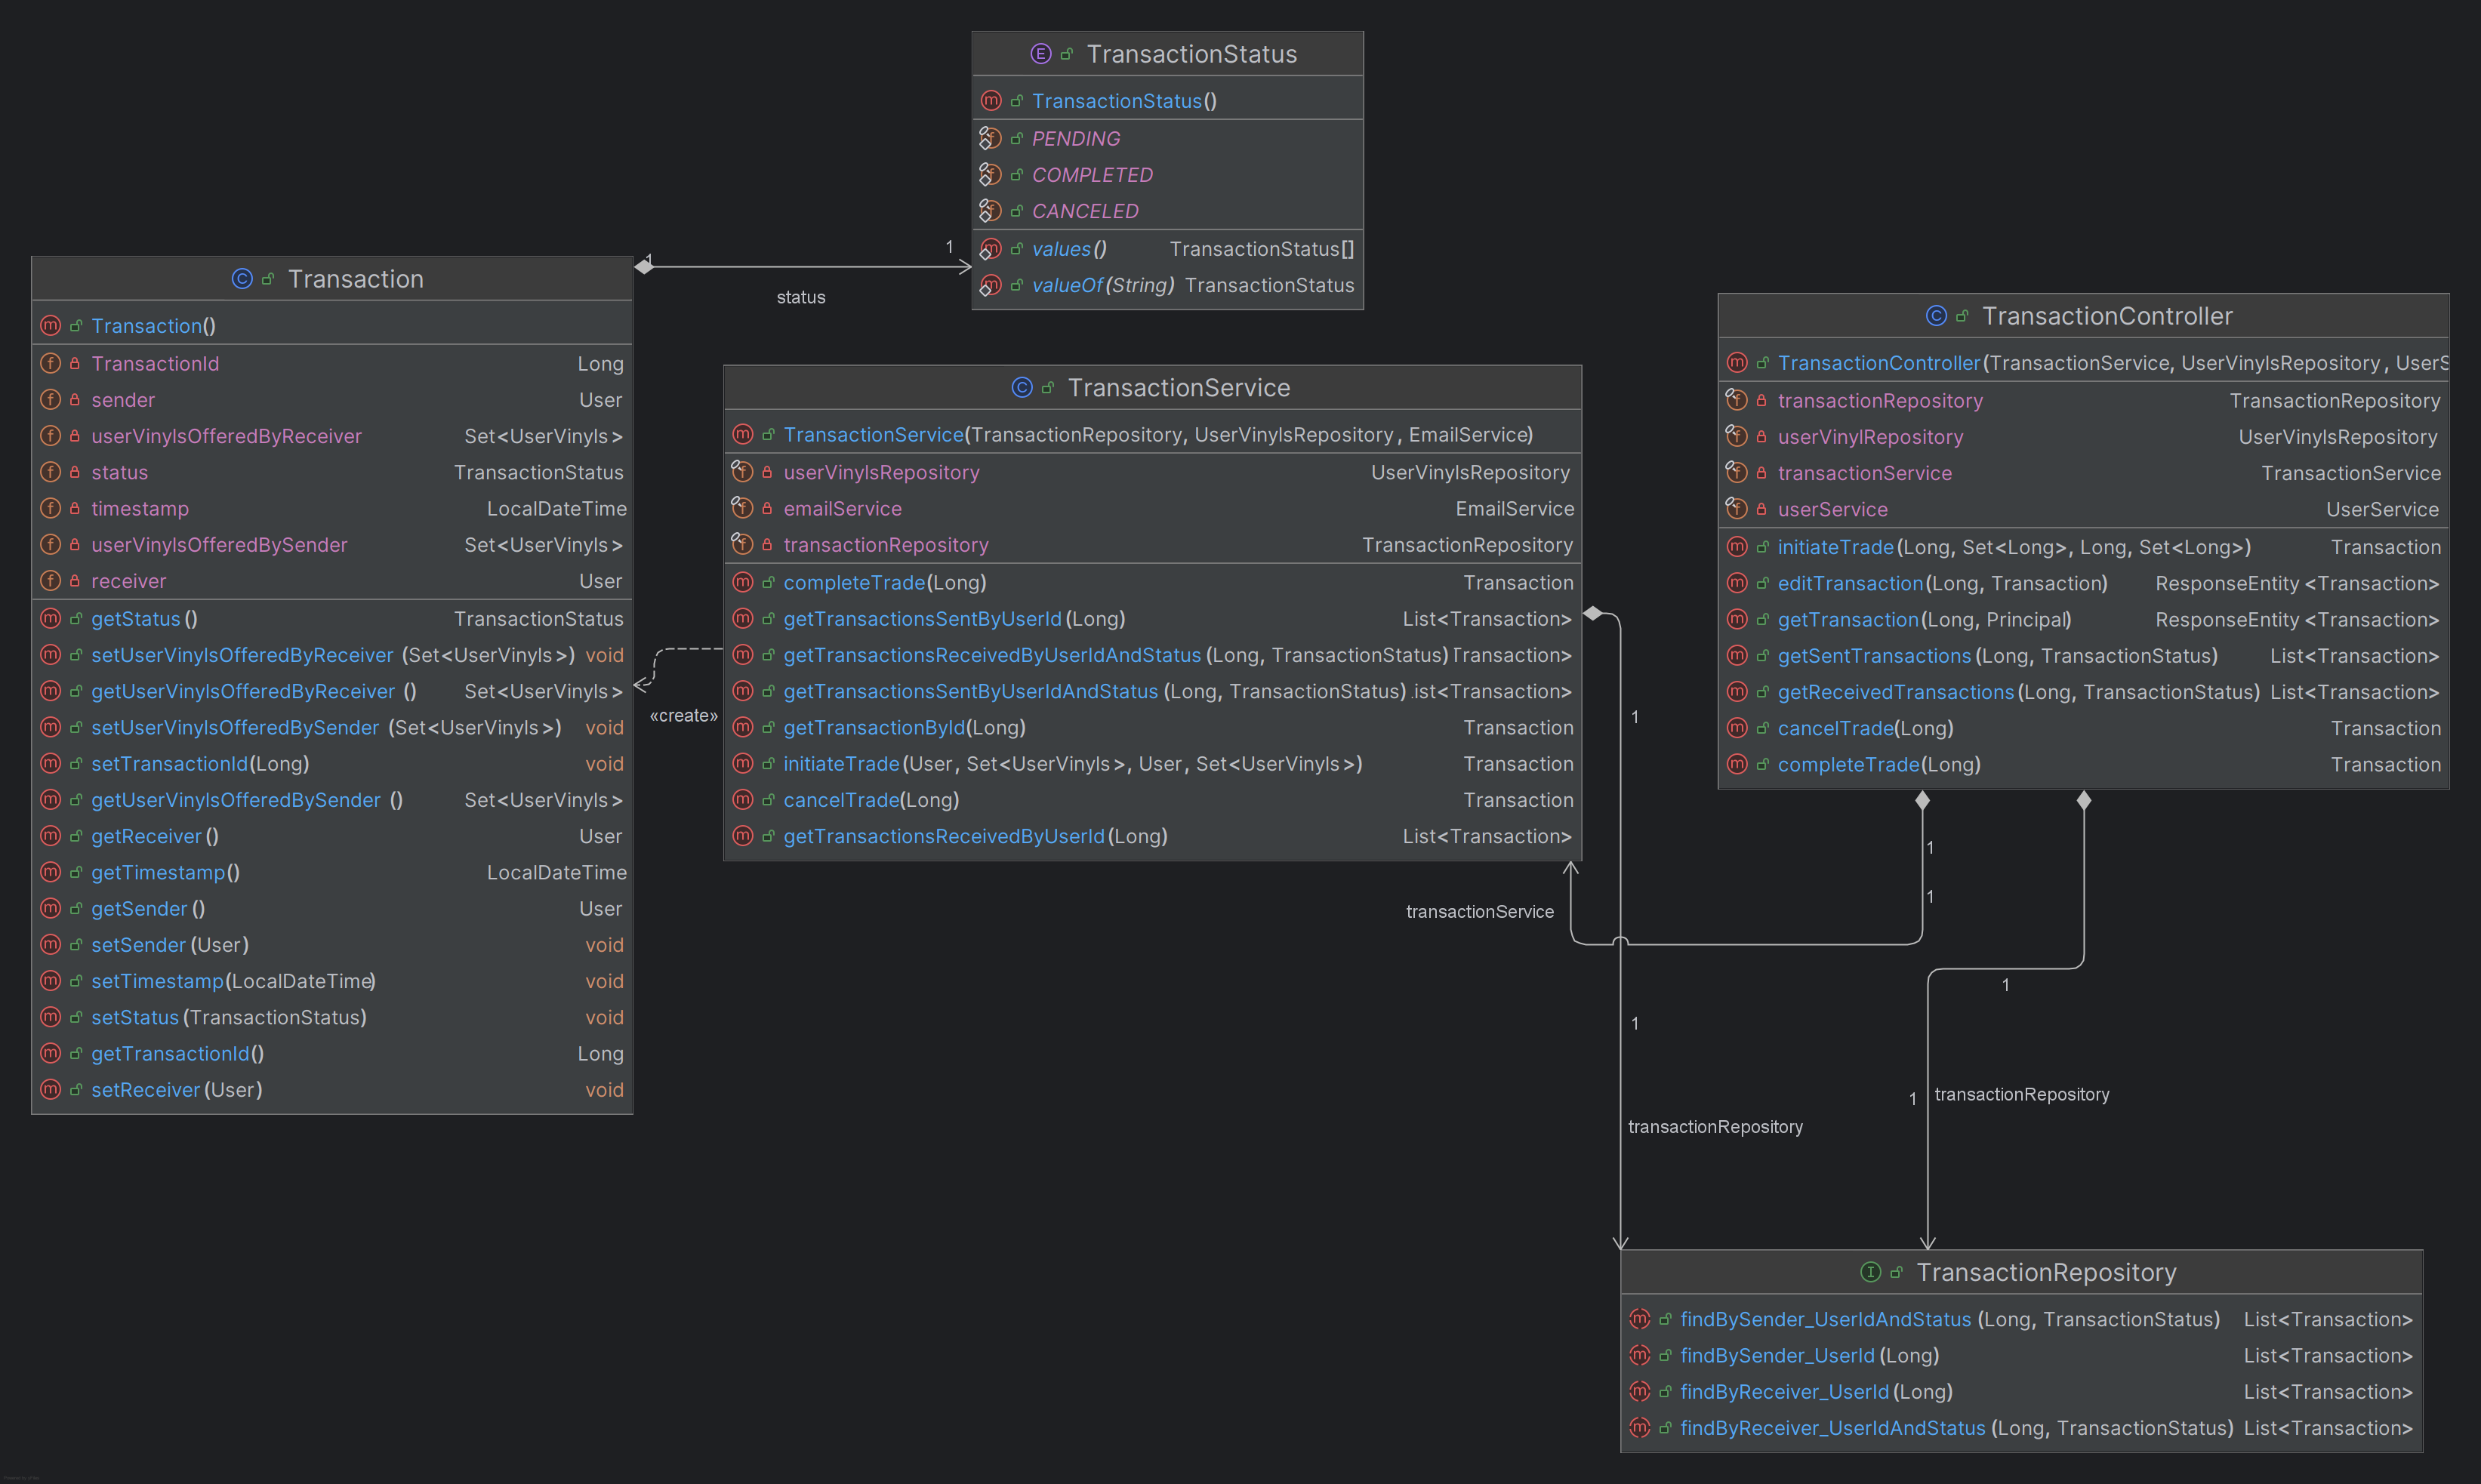 TransactionStatus
TransactionStatus()
PENDING
COMPLETED
CANCELED
values() TransactionStatus[]
valueOf(String) TransactionStatus
1
1
status
Transaction
Transaction()
TransactionId Long
sender User
userVinylsOfferedByReceiver Set<UserVinyls>
status TransactionStatus
timestamp LocalDateTime
userVinylsOfferedBySender Set<UserVinyls>
receiver User
getStatus() TransactionStatus
setUserVinylsOfferedByReceiver(Set<UserVinyls>) void
getUserVinylsOfferedByReceiver() Set<UserVinyls>
setUserVinylsOfferedBySender(Set<UserVinyls>) void
setTransactionId(Long) void
getUserVinylsOfferedBySender() Set<UserVinyls>
getReceiver() User
getTimestamp() LocalDateTime
getSender() User
setSender(User) void
setTimestamp(LocalDateTime) void
setStatus(TransactionStatus) void
getTransactionId() Long
setReceiver(User) void
«create»
TransactionService
TransactionService(TransactionRepository, UserVinylsRepository, EmailService)
userVinylsRepository UserVinylsRepository
emailService EmailService
transactionRepository TransactionRepository
completeTrade(Long) Transaction
getTransactionsSentByUserId(Long) List<Transaction>
getTransactionsReceivedByUserIdAndStatus(Long, TransactionStatus) Transaction>
getTransactionsSentByUserIdAndStatus(Long, TransactionStatus) .ist<Transaction>
getTransactionById(Long) Transaction
initiateTrade(User, Set<UserVinyls>, User, Set<UserVinyls>) Transaction
cancelTrade(Long) Transaction
getTransactionsReceivedByUserId(Long) List<Transaction>
TransactionController
TransactionController(TransactionService, UserVinylsRepository, UserS
transactionRepository TransactionRepository
userVinylRepository UserVinylsRepository
transactionService TransactionService
userService UserService
initiateTrade(Long, Set<Long>, Long, Set<Long>) Transaction
editTransaction(Long, Transaction) ResponseEntity<Transaction>
getTransaction(Long, Principal) ResponseEntity<Transaction>
getSentTransactions(Long, TransactionStatus) List<Transaction>
getReceivedTransactions(Long, TransactionStatus) List<Transaction>
cancelTrade(Long) Transaction
completeTrade(Long) Transaction
1
1
1
transactionService
1
1
1
transactionRepository
transactionRepository
TransactionRepository
findBySender_UserIdAndStatus(Long, TransactionStatus) List<Transaction>
findBySender_UserId(Long) List<Transaction>
findByReceiver_UserId(Long) List<Transaction>
findByReceiver_UserIdAndStatus(Long, TransactionStatus) List<Transaction>